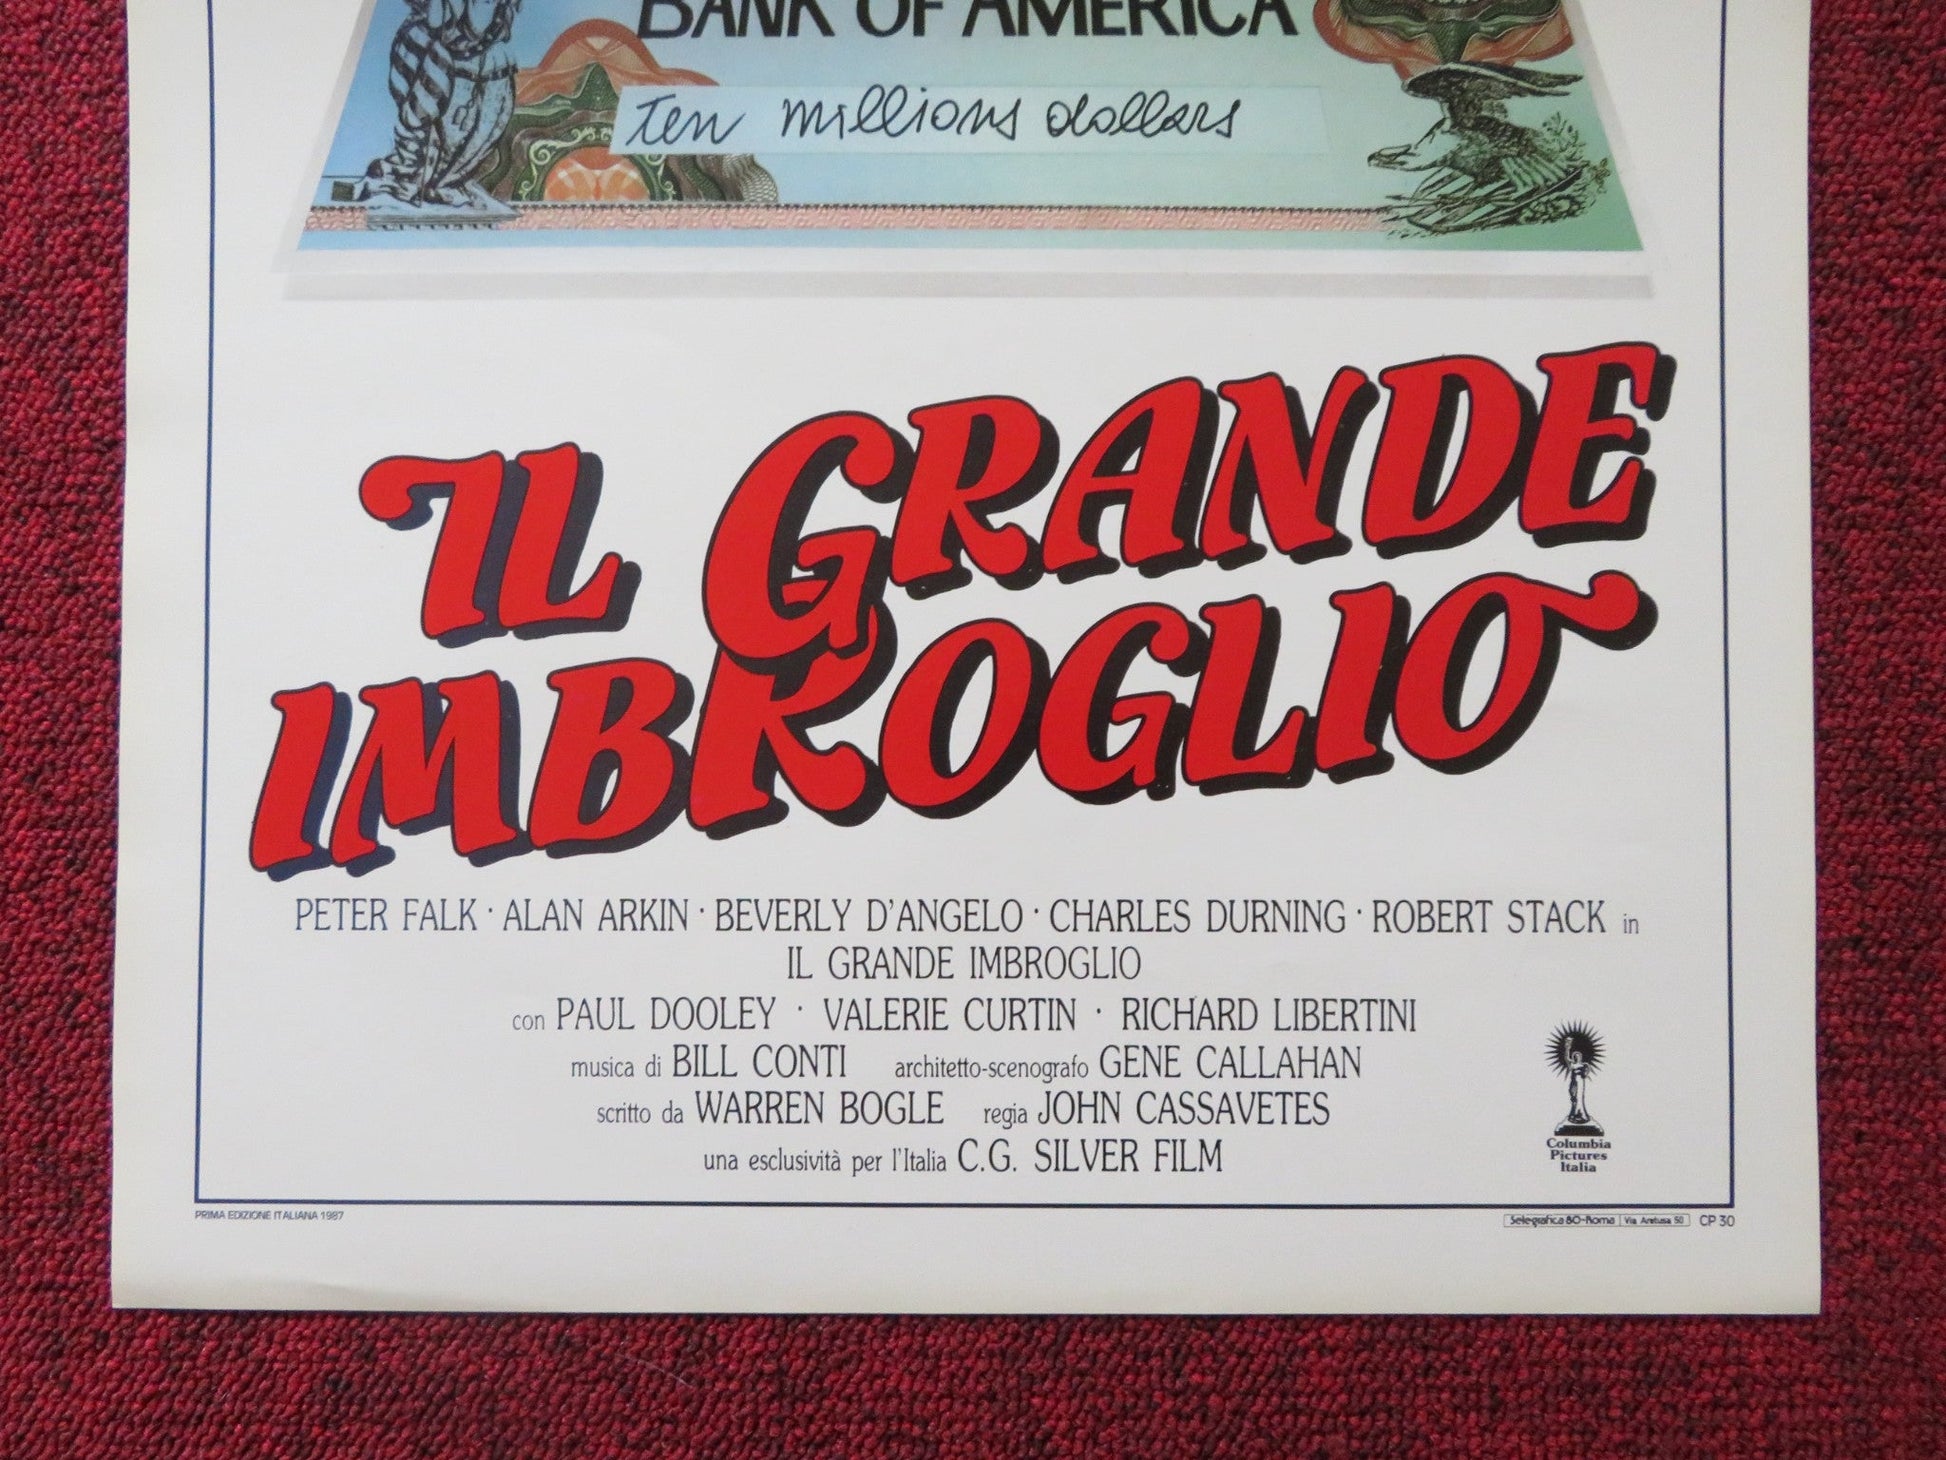 BANK OF AMERICA
ten millions dollars
IL GRANDE
IMBROGLIO
PETER FALK · ALAN ARKIN · BEVERLY D'ANGELO · CHARLES DURNING · ROBERT STACK in
IL GRANDE IMBROGLIO
con PAUL DOOLEY · VALERIE CURTIN · RICHARD LIBERTINI
musica di BILL CONTI architetto-scenografo GENE CALLAHAN
scritto da WARREN BOGLE regia JOHN CASSAVETES
una esclusività per l'Italia C.G. SILVER FILM
Columbia
Pictures
Italia
PRIMA EDIZIONE ITALIANA 1987
Selegrafica 80-Roma Via Aretusa 50 CP 30